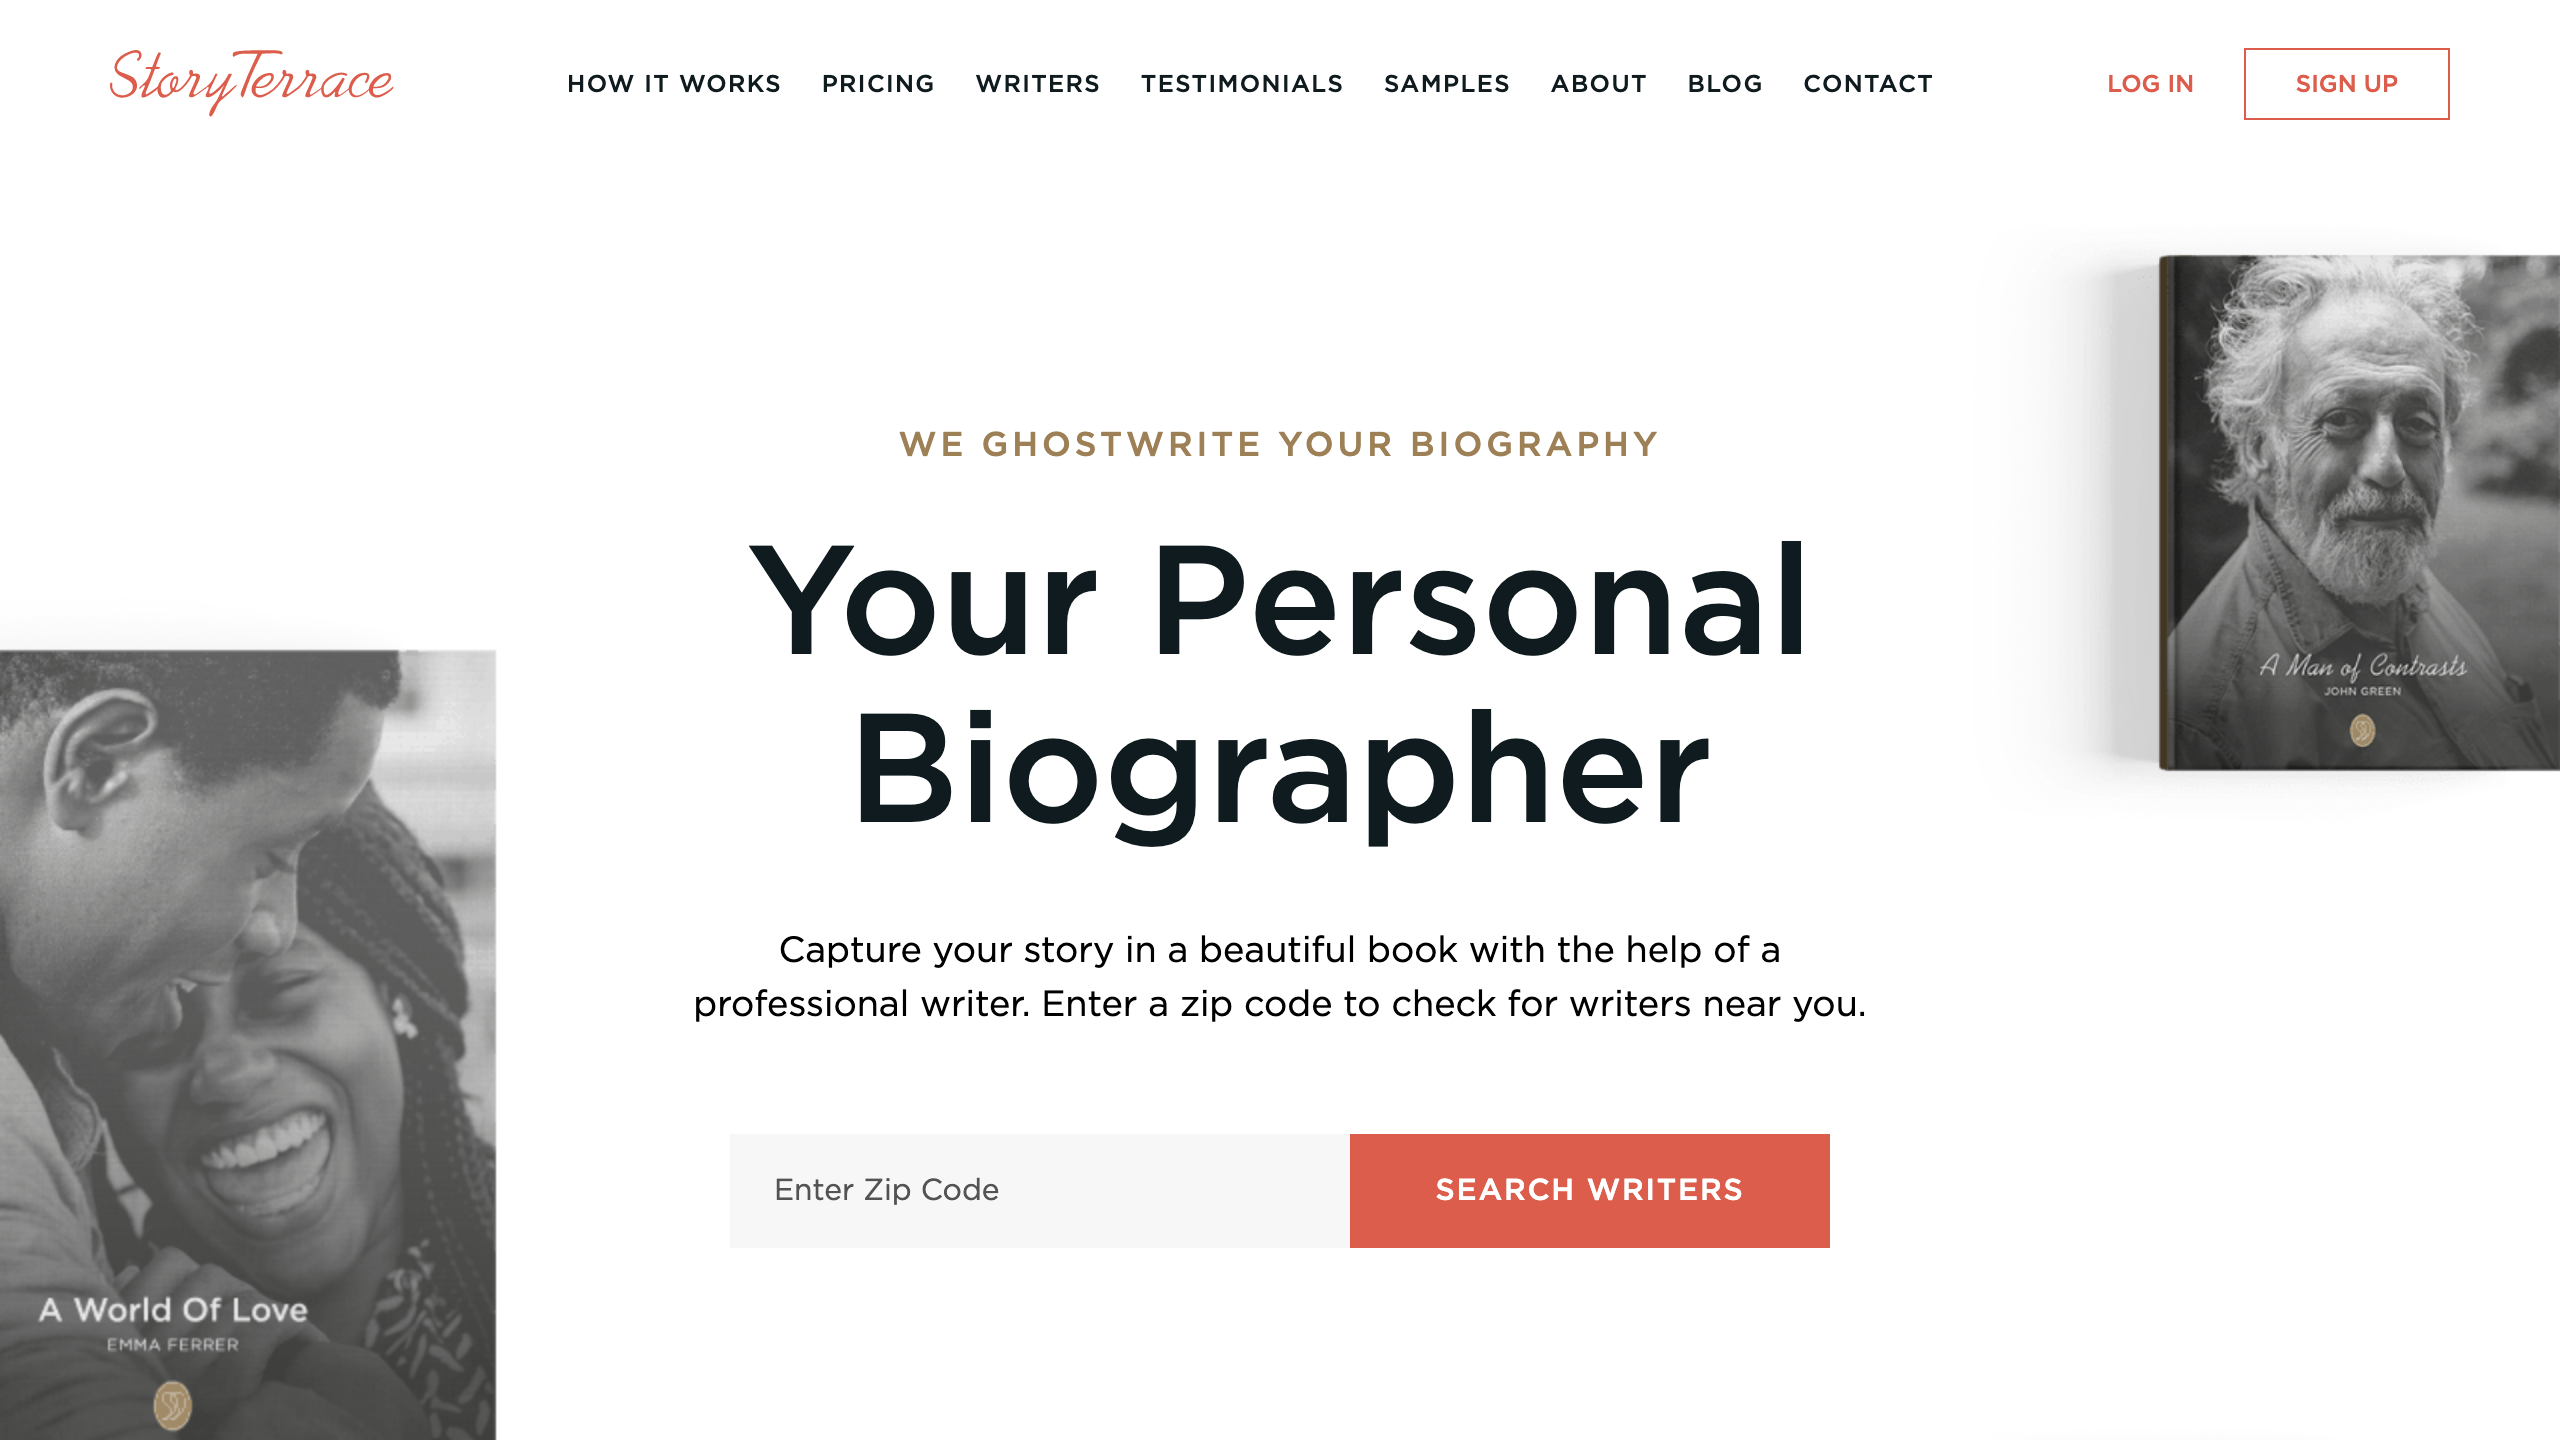 StoryTerrace
HOW IT WORKS
PRICING
WRITERS
TESTIMONIALS
SAMPLES
ABOUT
BLOG
CONTACT
LOG IN
SIGN UP
WE GHOSTWRITE YOUR BIOGRAPHY
Your Personal
Biographer
Capture your story in a beautiful book with the help of a
professional writer. Enter a zip code to check for writers near you.
Enter Zip Code
SEARCH WRITERS
A Man of Contrasts
JOHN GREEN
A World Of Love
EMMA FERRER